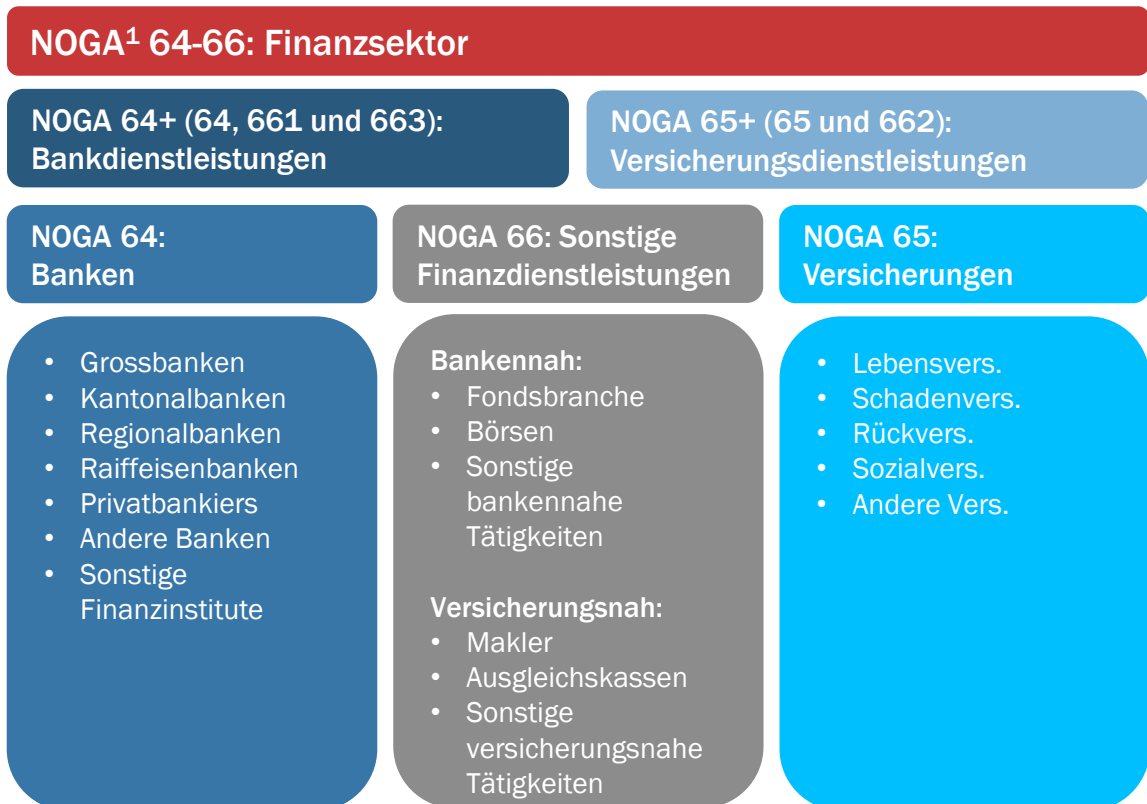 NOGA¹ 64-66: Finanzsektor
NOGA 64+ (64, 661 und 663):
Bankdienstleistungen
NOGA 65+ (65 und 662):
Versicherungsdienstleistungen
NOGA 64:
Banken
NOGA 66: Sonstige
Finanzdienstleistungen
NOGA 65:
Versicherungen
• Grossbanken
• Kantonalbanken
• Regionalbanken
• Raiffeisenbanken
• Privatbankiers
• Andere Banken
• Sonstige
Finanzinstitute
Bankennah:
• Fondsbranche
• Börsen
• Sonstige
bankennahe
Tätigkeiten
Versicherungsnah:
• Makler
• Ausgleichskassen
• Sonstige
versicherungsnahe
Tätigkeiten
• Lebensvers.
• Schadenvers.
• Rückvers.
• Sozialvers.
• Andere Vers.